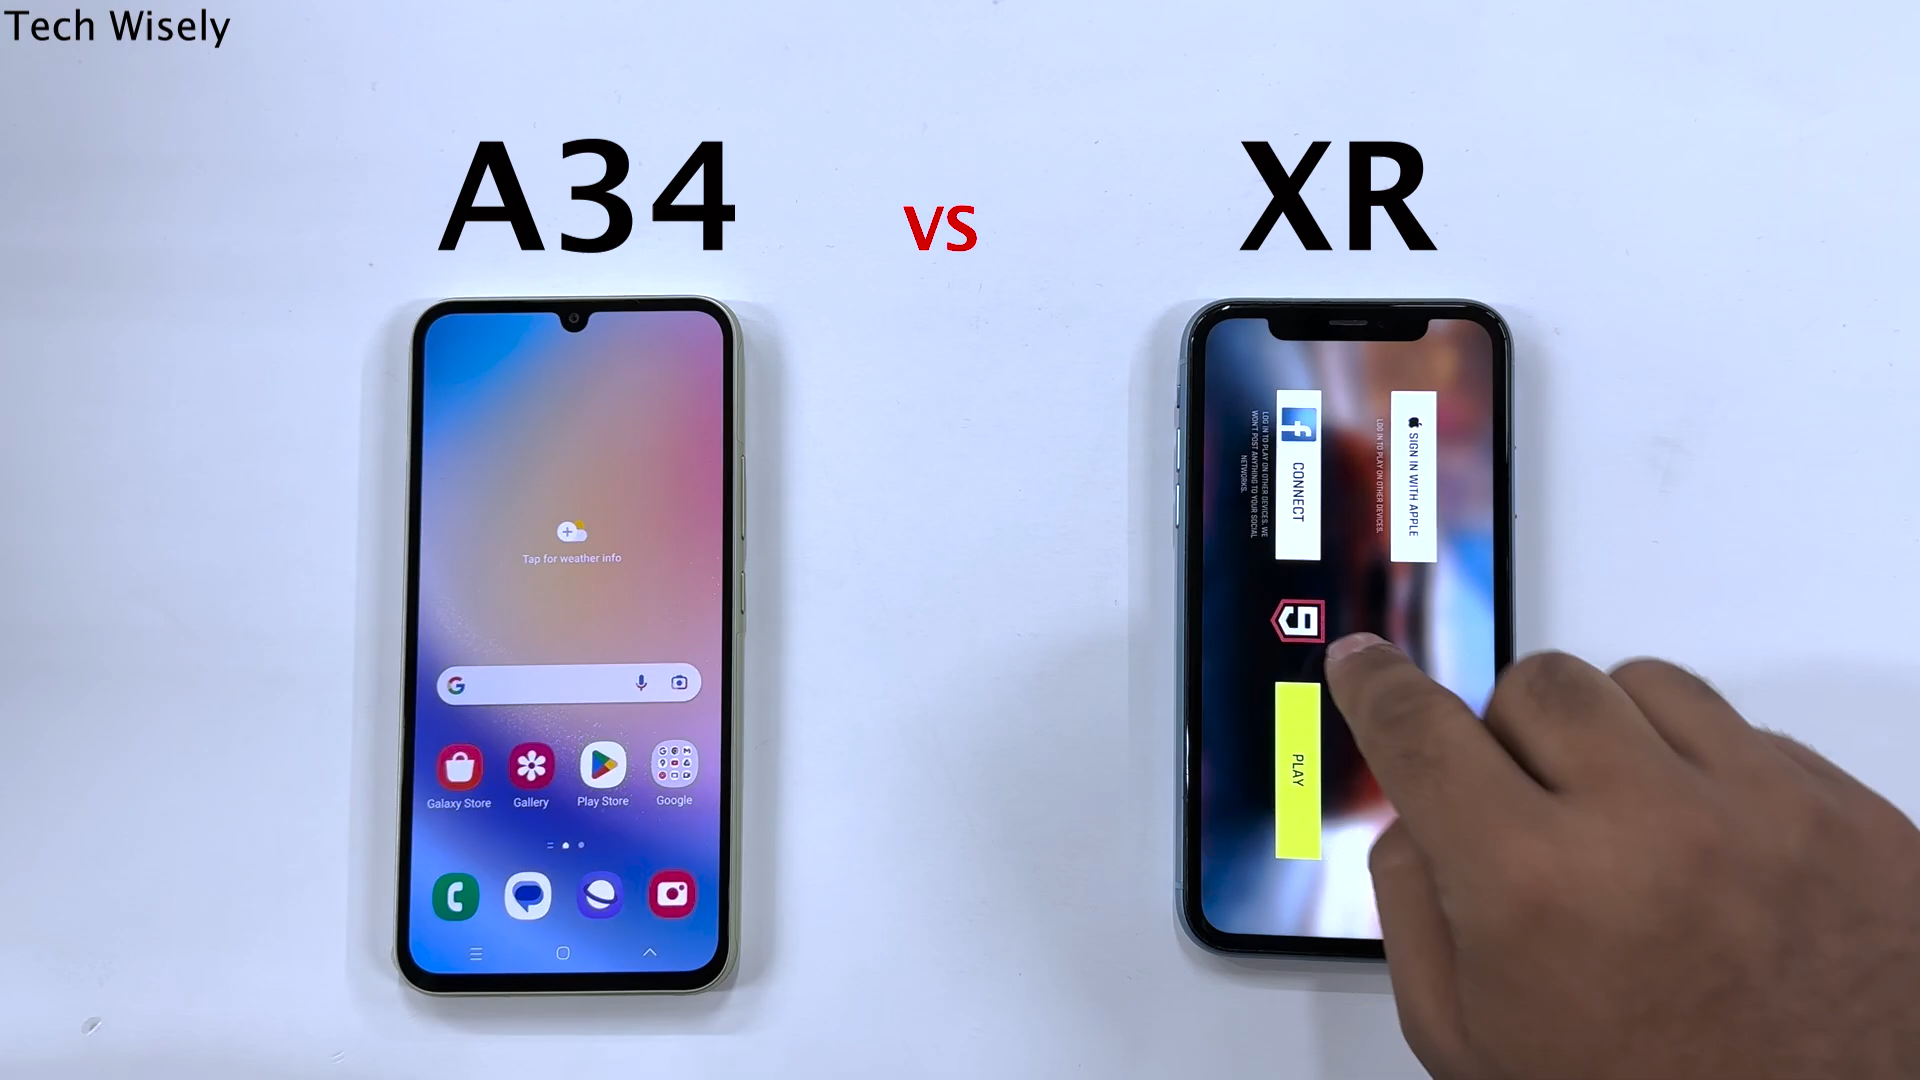 Tech Wisely
A34 vs XR
Tap for weather info
G
Galaxy Store Gallery Play Store Google
SIGN IN WITH APPLE
LOG IN TO PLAY ON OTHER DEVICES.
f CONNECT
LOG IN TO PLAY ON OTHER DEVICES. WE
WON'T POST ANYTHING TO YOUR SOCIAL
NETWORKS.
9
PLAY